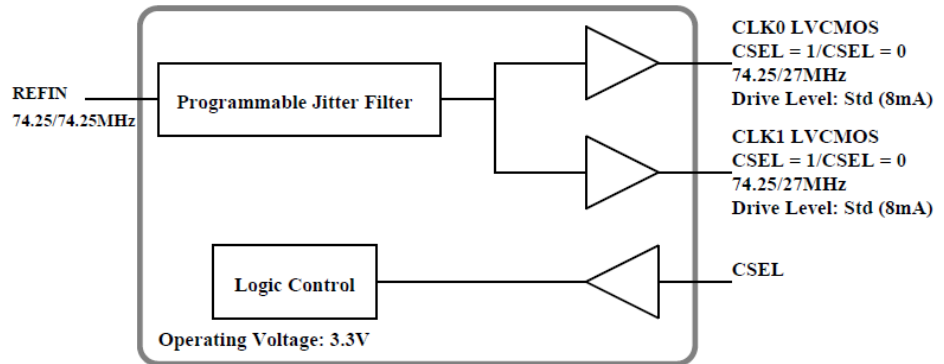 CLK0 LVCMOS
CSEL = 1/CSEL = 0
74.25/27MHz
Drive Level: Std (8mA)
REFIN
74.25/74.25MHz
Programmable Jitter Filter
CLK1 LVCMOS
CSEL = 1/CSEL = 0
74.25/27MHz
Drive Level: Std (8mA)
CSEL
Logic Control
Operating Voltage: 3.3V